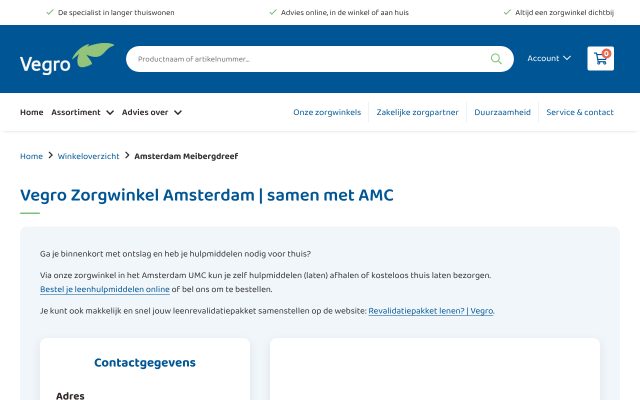 De specialist in langer thuiswonen
Advies online, in de winkel of aan huis
Altijd een zorgwinkel dichtbij
Vegro
Productnaam of artikelnummer...
Account
0
Home Assortiment Advies over Onze zorgwinkels Zakelijke zorgpartner Duurzaamheid Service & contact
Home Winkeloverzicht Amsterdam Meibergdreef
Vegro Zorgwinkel Amsterdam | samen met AMC
Ga je binnenkort met ontslag en heb je hulpmiddelen nodig voor thuis?
Via onze zorgwinkel in het Amsterdam UMC kun je zelf hulpmiddelen (laten) afhalen of kosteloos thuis laten bezorgen.
Bestel je leenhulpmiddelen online of bel ons om te bestellen.
Je kunt ook makkelijk en snel jouw leenrevalidatiepakket samenstellen op de website: Revalidatiepakket lenen? | Vegro.
Contactgegevens
Adres